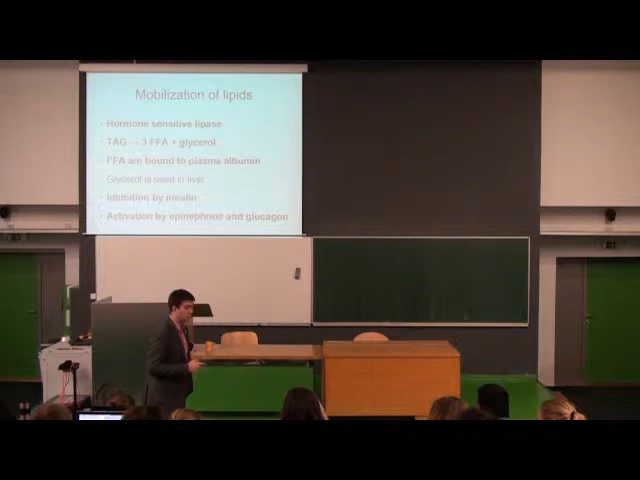 Mobilization of lipids
Hormone sensitive lipase
TAG → 3 FFA + glycerol
FFA are bound to plasma albumin
Glycerol is used in liver
Inhibition by insulin
Activation by epinephrine and glucagon